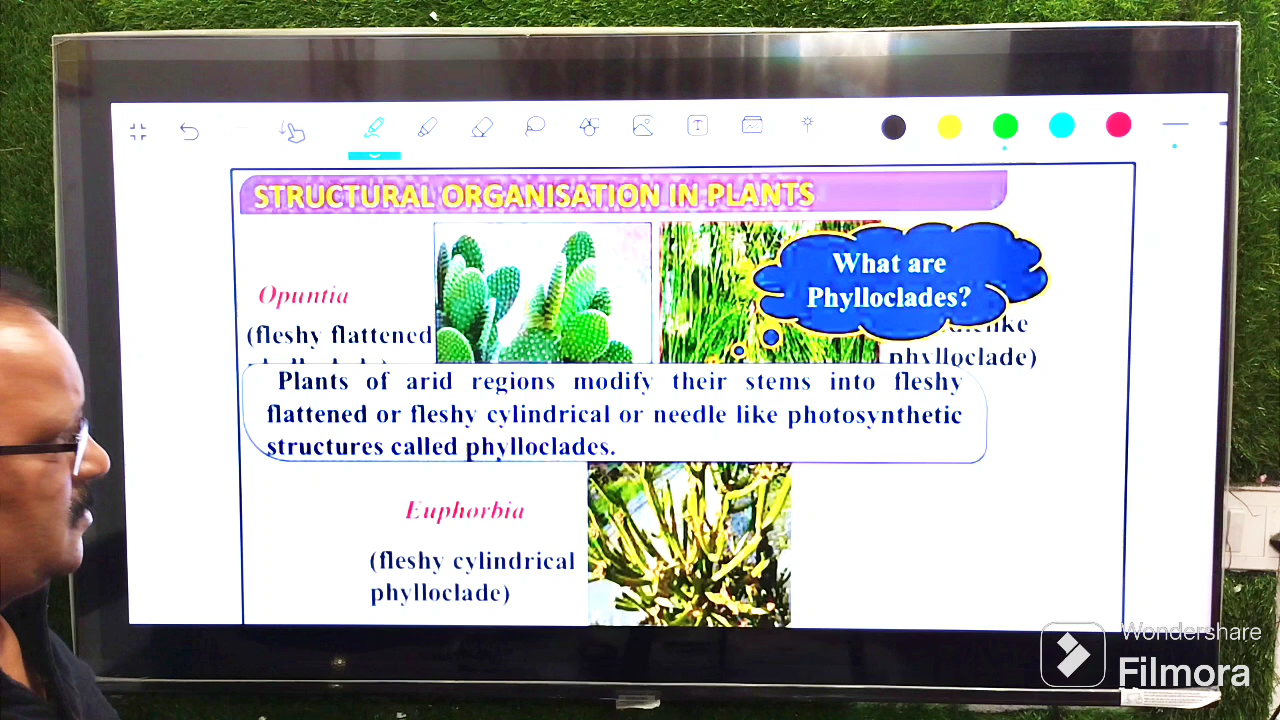 STRUCTURAL ORGANISATION IN PLANTS
What are
Phylloclades?
Opuntia
(fleshy flattened
phylloclade)
Plants of arid regions modify their stems into fleshy
flattened or fleshy cylindrical or needle like photosynthetic
structures called phylloclades.
Euphorbia
(fleshy cylindrical
phylloclade)
Wondershare
Filmora